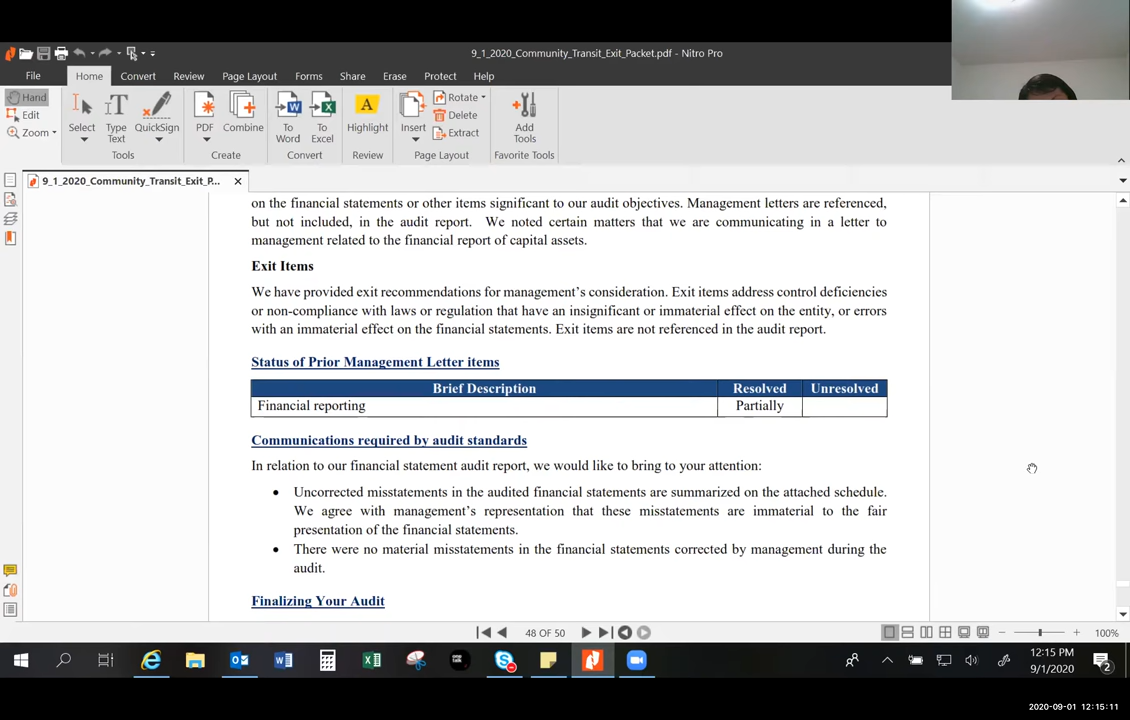 9_1_2020_Community_Transit_Exit_Packet.pdf - Nitro Pro
File Home Convert Review Page Layout Forms Share Erase Protect Help
Hand
Edit
Zoom
Select
Type Text
QuickSign
Tools
PDF
Combine
Create
To Word
To Excel
Convert
A
Highlight
Review
Insert
Rotate
Delete
Extract
Page Layout
Add Tools
Favorite Tools
9_1_2020_Community_Transit_Exit_P...
on the financial statements or other items significant to our audit objectives. Management letters are referenced,
but not included, in the audit report. We noted certain matters that we are communicating in a letter to
management related to the financial report of capital assets.
Exit Items
We have provided exit recommendations for management’s consideration. Exit items address control deficiencies
or non-compliance with laws or regulation that have an insignificant or immaterial effect on the entity, or errors
with an immaterial effect on the financial statements. Exit items are not referenced in the audit report.
Status of Prior Management Letter items
Brief Description Resolved Unresolved
Financial reporting Partially
Communications required by audit standards
In relation to our financial statement audit report, we would like to bring to your attention:
• Uncorrected misstatements in the audited financial statements are summarized on the attached schedule.
We agree with management’s representation that these misstatements are immaterial to the fair
presentation of the financial statements.
• There were no material misstatements in the financial statements corrected by management during the
audit.
Finalizing Your Audit
48 OF 50
100%
12:15 PM
9/1/2020
2
2020-09-01 12:15:11